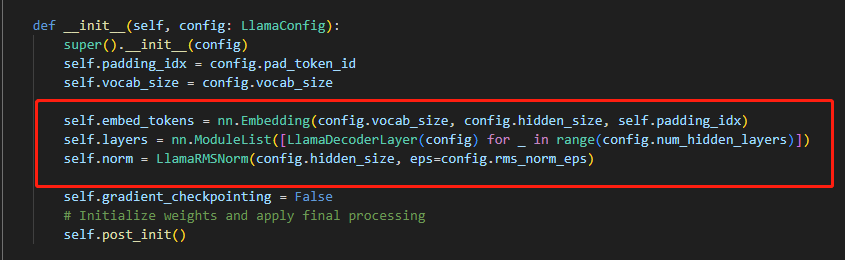 def __init__(self, config: LlamaConfig):
super().__init__(config)
self.padding_idx = config.pad_token_id
self.vocab_size = config.vocab_size
self.embed_tokens = nn.Embedding(config.vocab_size, config.hidden_size, self.padding_idx)
self.layers = nn.ModuleList([LlamaDecoderLayer(config) for _ in range(config.num_hidden_layers)])
self.norm = LlamaRMSNorm(config.hidden_size, eps=config.rms_norm_eps)
self.gradient_checkpointing = False
# Initialize weights and apply final processing
self.post_init()